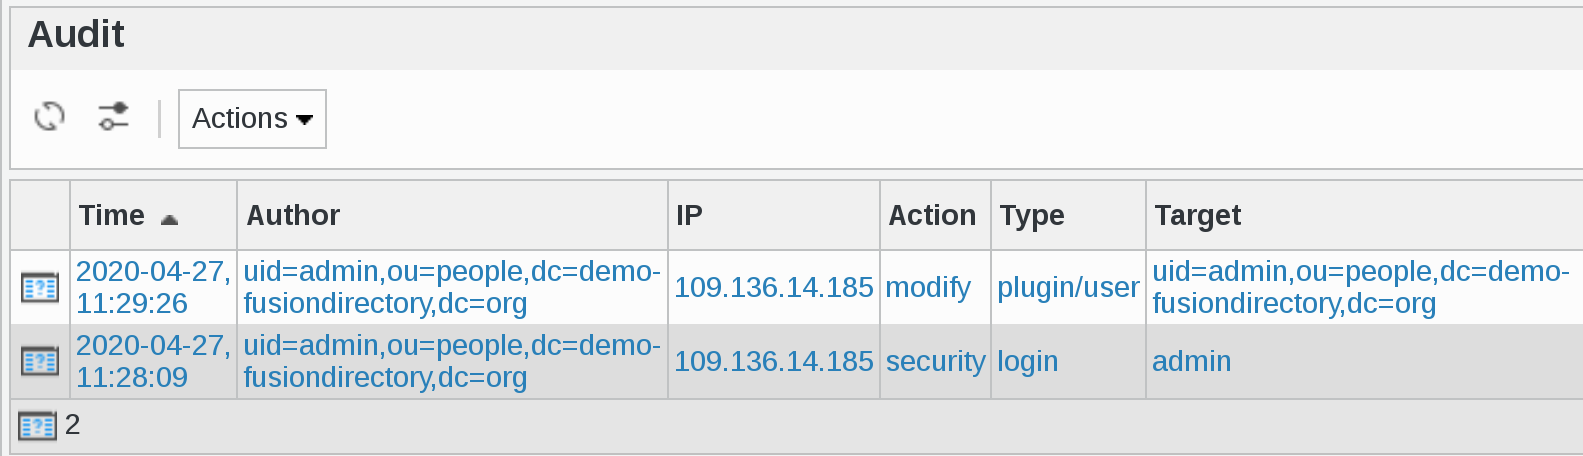 Audit
Actions
Time Author IP Action Type Target
2020-04-27, uid=admin,ou=people,dc=demo- 109.136.14.185 modify plugin/user uid=admin,ou=people,dc=demo-
11:29:26 fusiondirectory,dc=org fusiondirectory,dc=org
2020-04-27, uid=admin,ou=people,dc=demo- 109.136.14.185 security login admin
11:28:09 fusiondirectory,dc=org
2